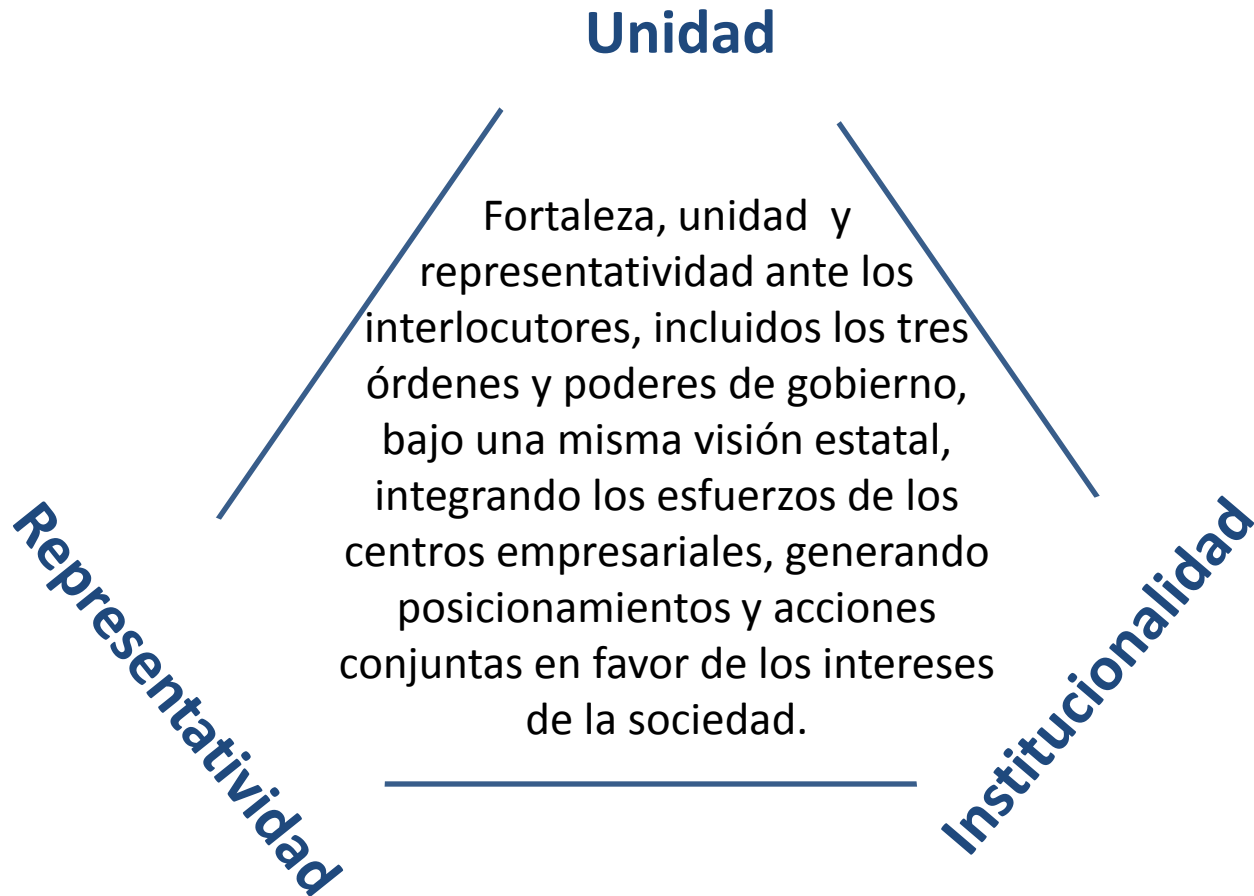 Unidad
Fortaleza, unidad  y
representatividad ante los
interlocutores, incluidos los tres
órdenes y poderes de gobierno,
bajo una misma visión estatal,
integrando los esfuerzos de los
centros empresariales, generando
posicionamientos y acciones
conjuntas en favor de los intereses
de la sociedad.
Representatividad
Institucionalidad